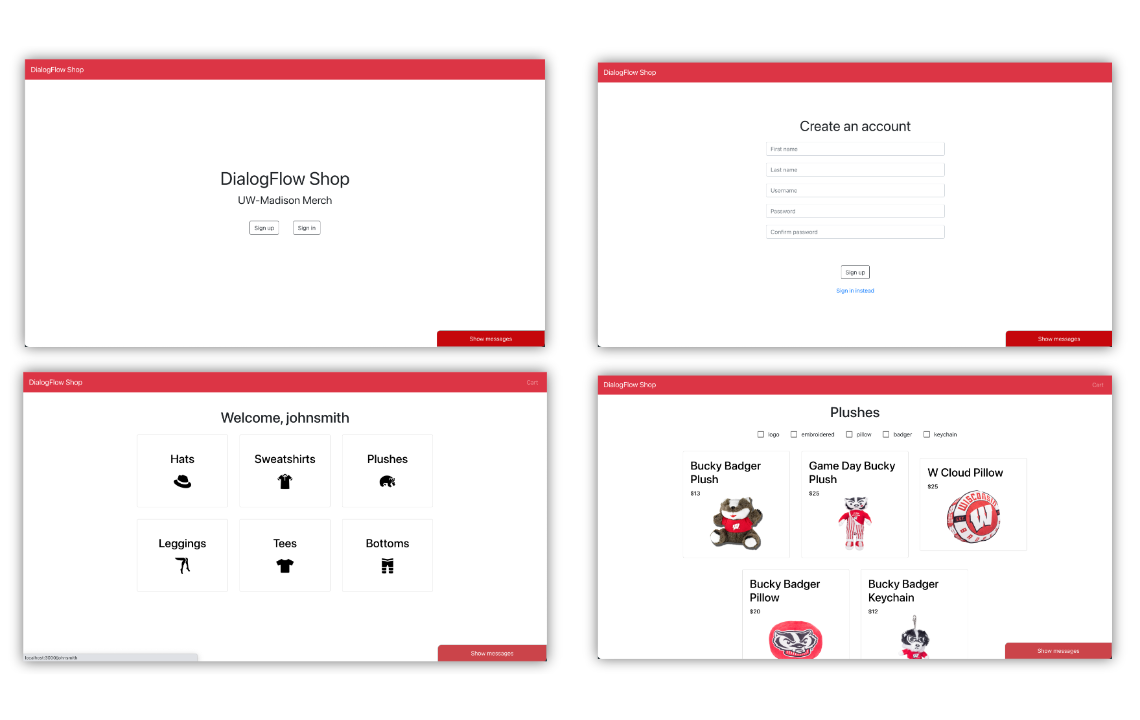 DialogFlow Shop
DialogFlow Shop
UW-Madison Merch
Sign up
Sign in
Show messages
DialogFlow Shop
Create an account
First name
Last name
Username
Password
Confirm password
Sign up
Sign in instead
Show messages
DialogFlow Shop
Cart
Welcome, johnsmith
Hats
Sweatshirts
Plushes
Leggings
Tees
Bottoms
localhost:3000/johnsmith
Show messages
DialogFlow Shop
Cart
Plushes
logo
embroidered
pillow
badger
keychain
Bucky Badger
Plush
$13
W
Game Day Bucky
Plush
$25
W Cloud Pillow
$25
WISCONSIN
W
Bucky Badger
Pillow
$20
Bucky Badger
Keychain
$12
Show messages